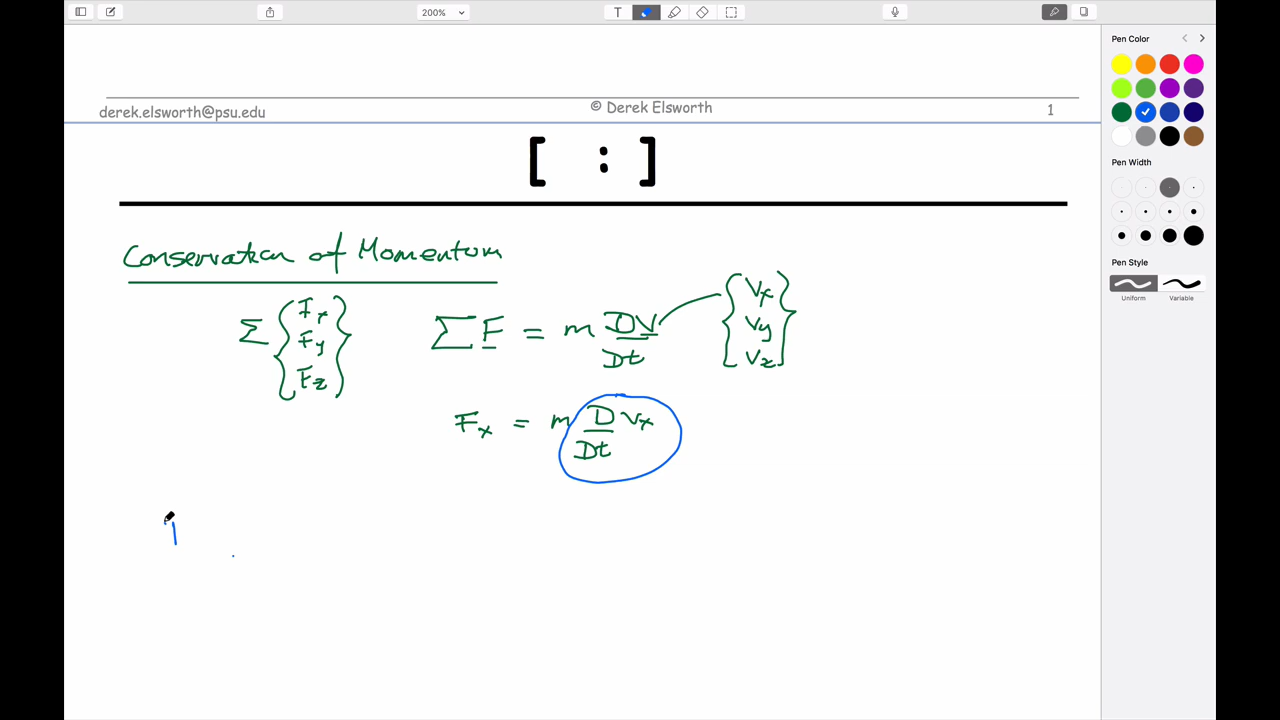 200%
T
Pen Color
derek.elsworth@psu.edu © Derek Elsworth 1
[ : ]
Pen Width
Pen Style
Uniform Variable
Conservation of Momentum
Σ { Fx Fy Fz } Σ F = m DV/Dt { Vx Vy Vz }
Fx = m D/Dt Vx